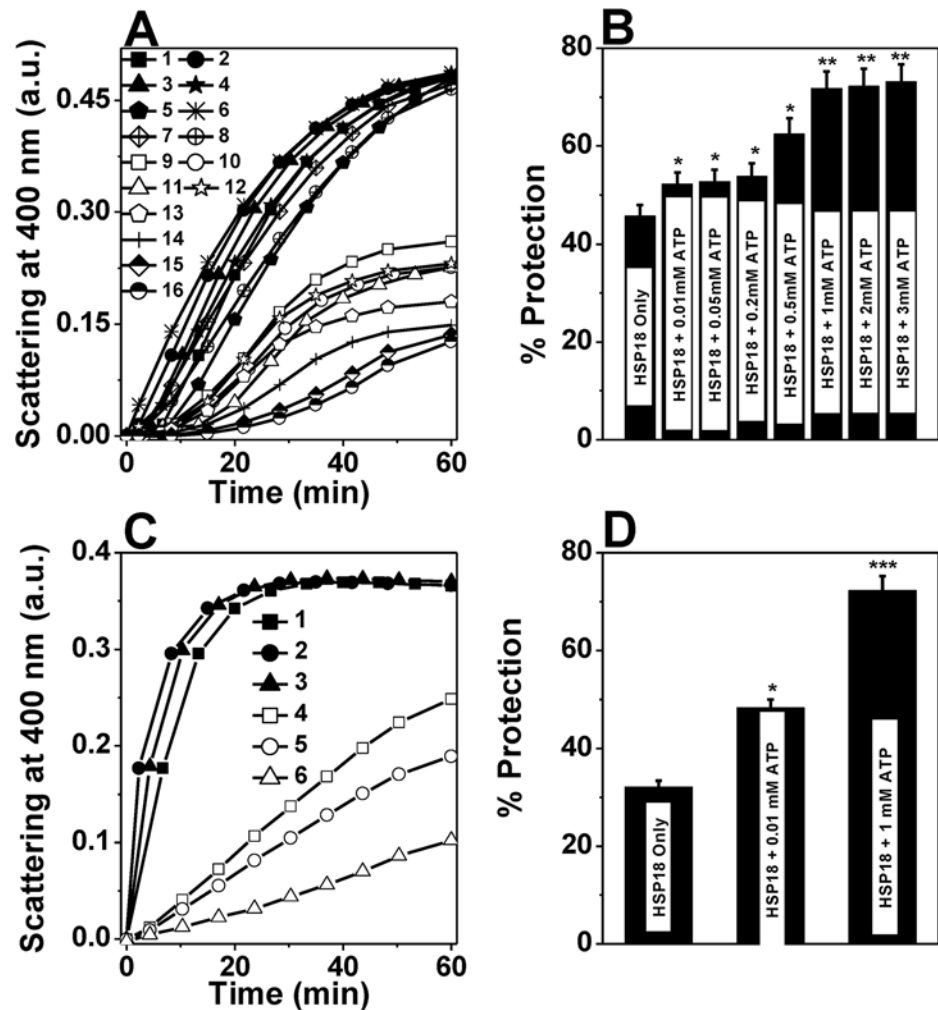 A
Scattering at 400 nm (a.u.)
0.45
0.30
0.15
0.00
1 2
3 4
5 6
7 8
9 10
11 12
13
14
15
16
0 20 40 60
Time (min)
B
% Protection
80
60
40
20
0
* * * * ** ** **
HSP18 Only
HSP18 + 0.01mM ATP
HSP18 + 0.05mM ATP
HSP18 + 0.2mM ATP
HSP18 + 0.5mM ATP
HSP18 + 1mM ATP
HSP18 + 2mM ATP
HSP18 + 3mM ATP
C
Scattering at 400 nm (a.u.)
0.4
0.3
0.2
0.1
0.0
1
2
3
4
5
6
0 20 40 60
Time (min)
D
% Protection
80
60
40
20
0
* ***
HSP18 Only
HSP18 + 0.01 mM ATP
HSP18 + 1 mM ATP